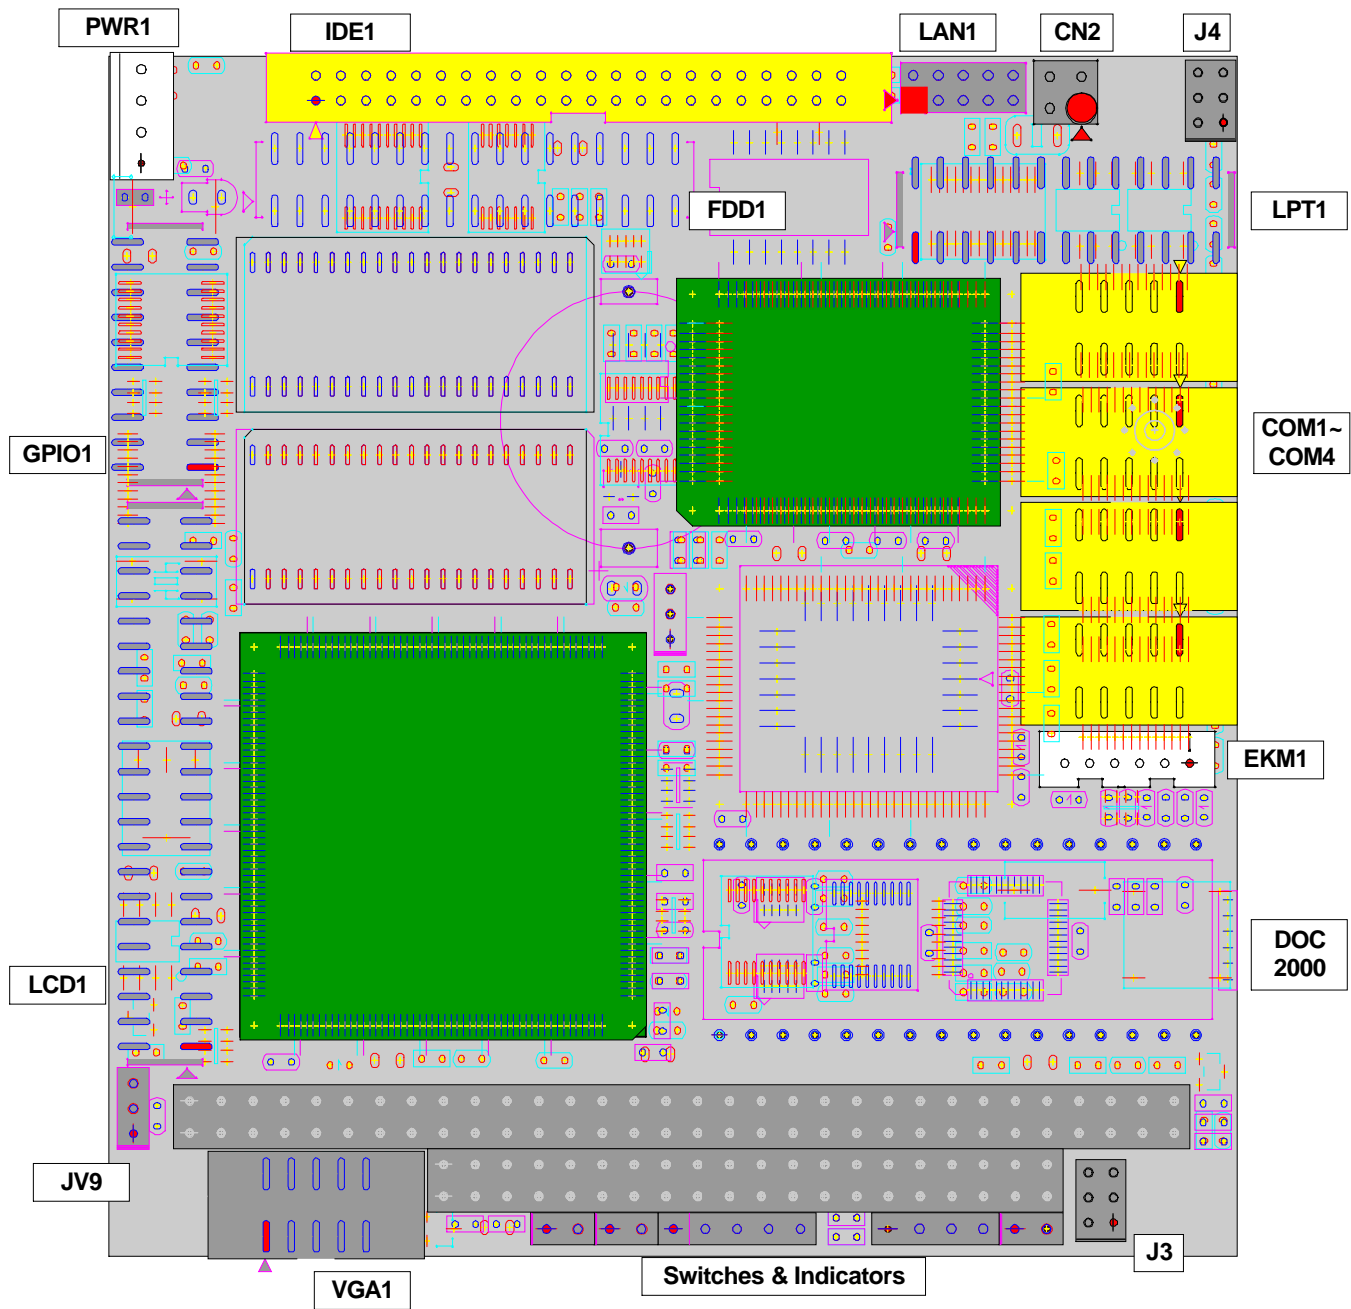 PWR1
IDE1
LAN1
CN2
J4
FDD1
LPT1
GPIO1
COM1~
COM4
EKM1
LCD1
DOC
2000
JV9
J3
Switches & Indicators
VGA1